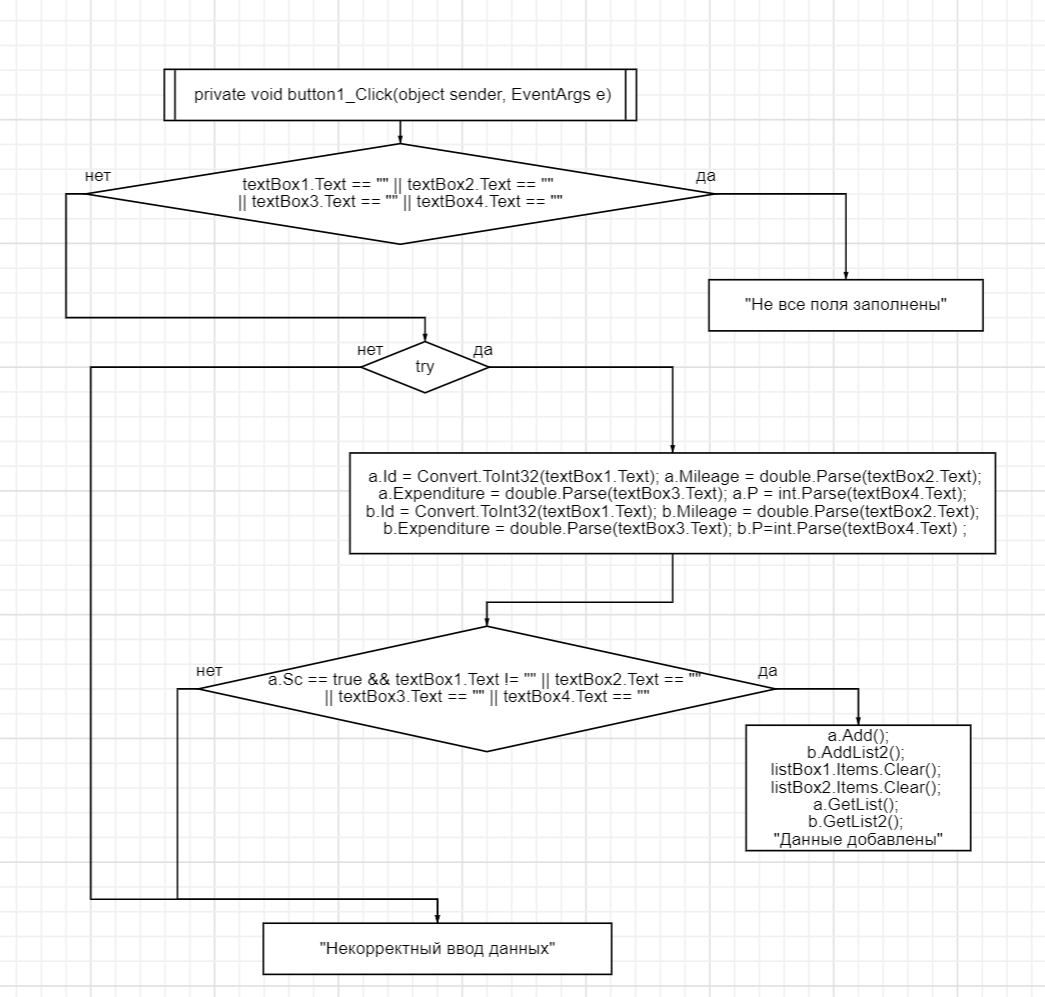 private void button1_Click(object sender, EventArgs e)
нет
да
textBox1.Text == "" || textBox2.Text == ""
|| textBox3.Text == "" || textBox4.Text == ""
"Не все поля заполнены"
нет
да
try
a.Id = Convert.ToInt32(textBox1.Text); a.Mileage = double.Parse(textBox2.Text);
a.Expenditure = double.Parse(textBox3.Text); a.P = int.Parse(textBox4.Text);
b.Id = Convert.ToInt32(textBox1.Text); b.Mileage = double.Parse(textBox2.Text);
b.Expenditure = double.Parse(textBox3.Text); b.P=int.Parse(textBox4.Text) ;
нет
да
a.Sc == true && textBox1.Text != "" || textBox2.Text == ""
|| textBox3.Text == "" || textBox4.Text == ""
a.Add();
b.AddList2();
listBox1.Items.Clear();
listBox2.Items.Clear();
a.GetList();
b.GetList2();
"Данные добавлены"
"Некорректный ввод данных"